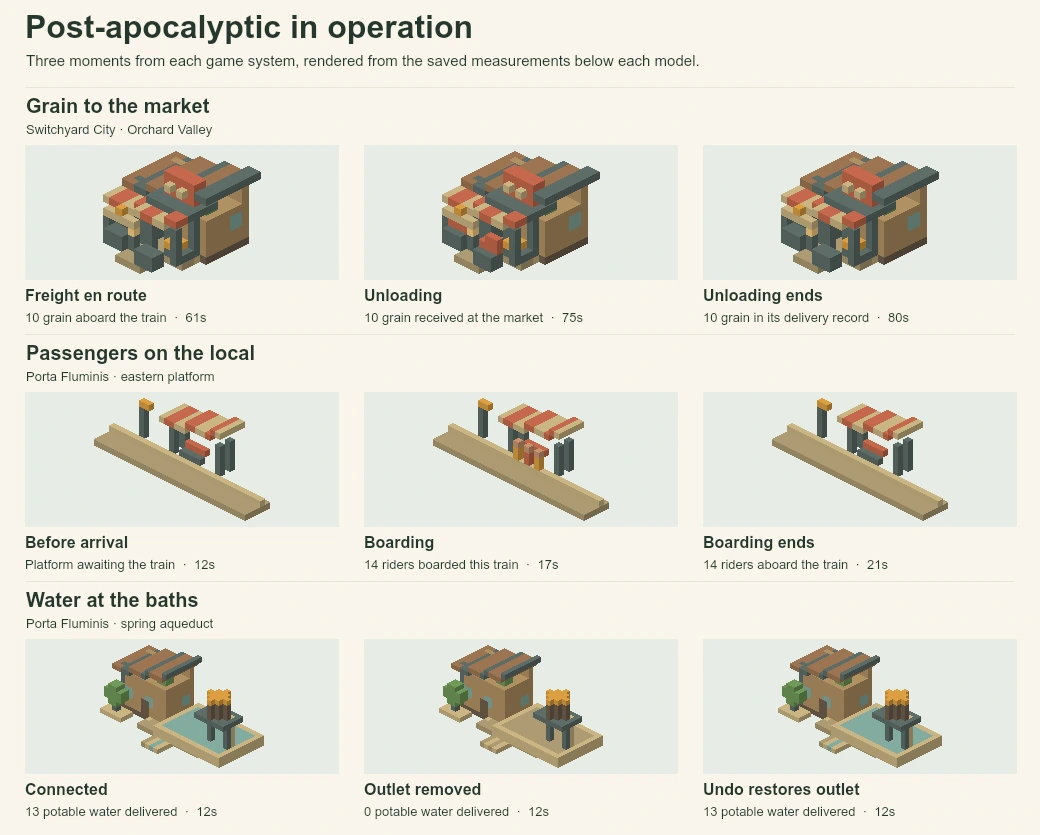 Post-apocalyptic in operation
Three moments from each game system, rendered from the saved measurements below each model.
Grain to the market
Switchyard City · Orchard Valley
Freight en route
10 grain aboard the train · 61s
Unloading
10 grain received at the market · 75s
Unloading ends
10 grain in its delivery record · 80s
Passengers on the local
Porta Fluminis · eastern platform
Before arrival
Platform awaiting the train · 12s
Boarding
14 riders boarded this train · 17s
Boarding ends
14 riders aboard the train · 21s
Water at the baths
Porta Fluminis · spring aqueduct
Connected
13 potable water delivered · 12s
Outlet removed
0 potable water delivered · 12s
Undo restores outlet
13 potable water delivered · 12s